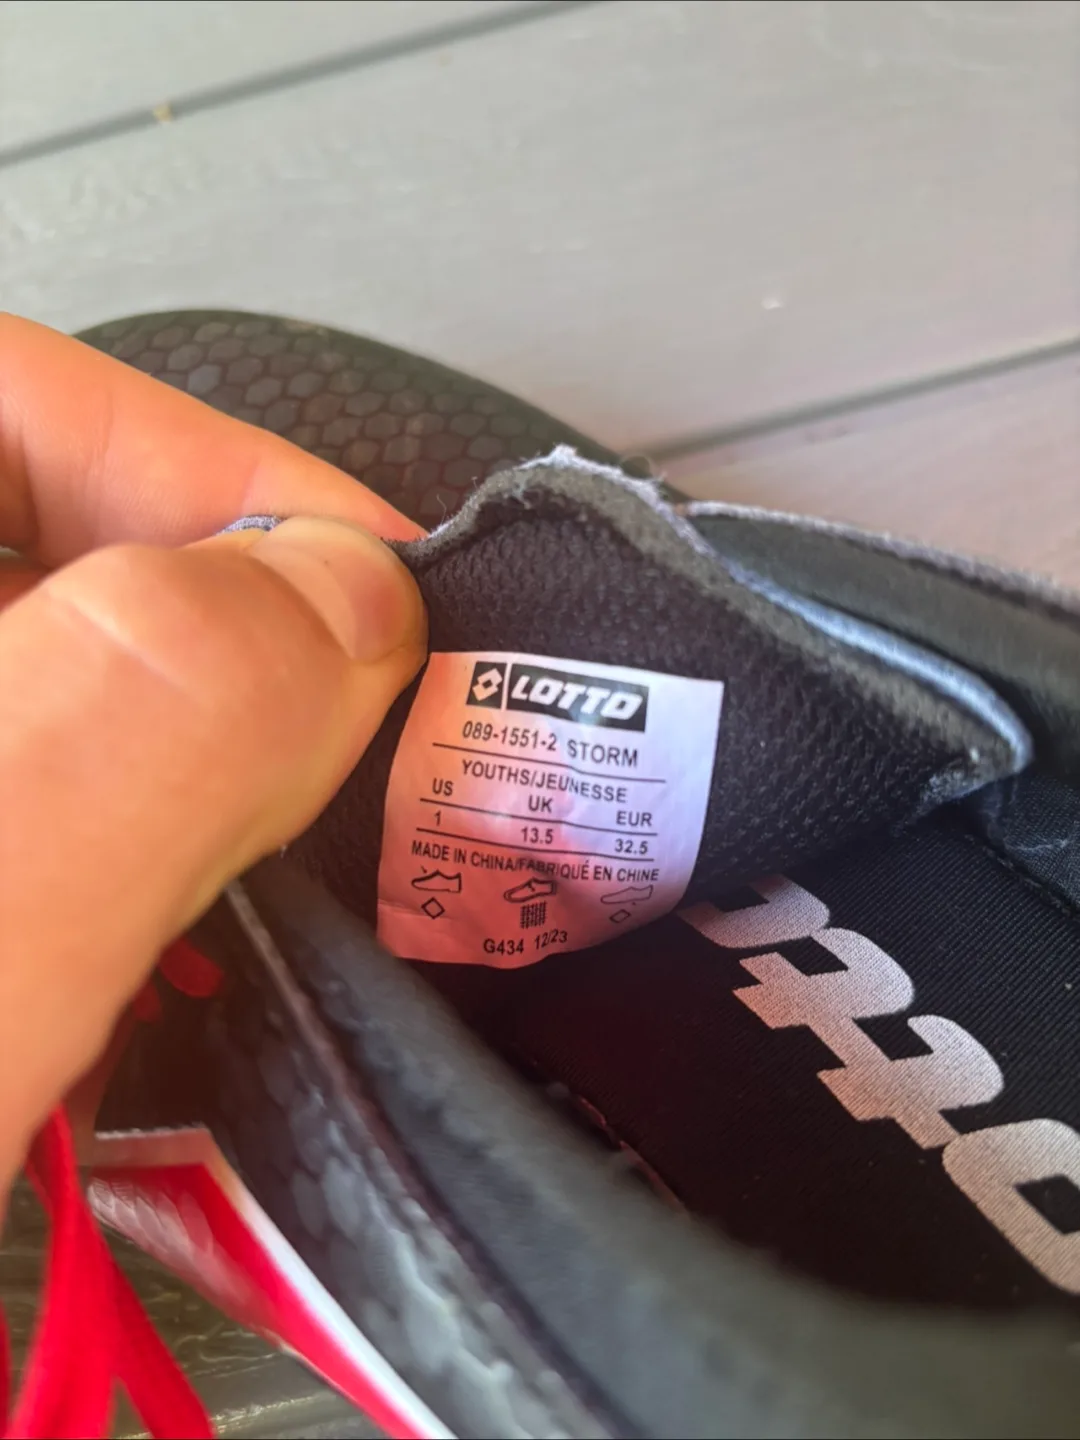 LOTTO
089-1551-2 STORM
YOUTHS/JEUNESSE
US UK EUR
1 13.5 32.5
MADE IN CHINA/FABRIQUÉ EN CHINE
G434 12/23